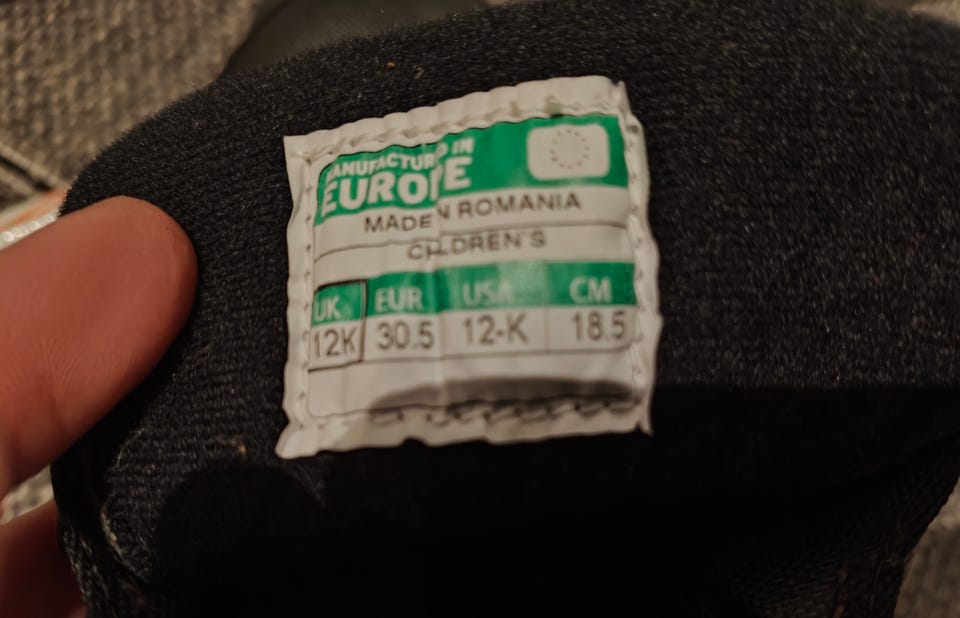 MANUFACTURED IN
EUROPE
MADE IN ROMANIA
CHILDREN'S
UK EUR USA CM
12K 30.5 12-K 18.5